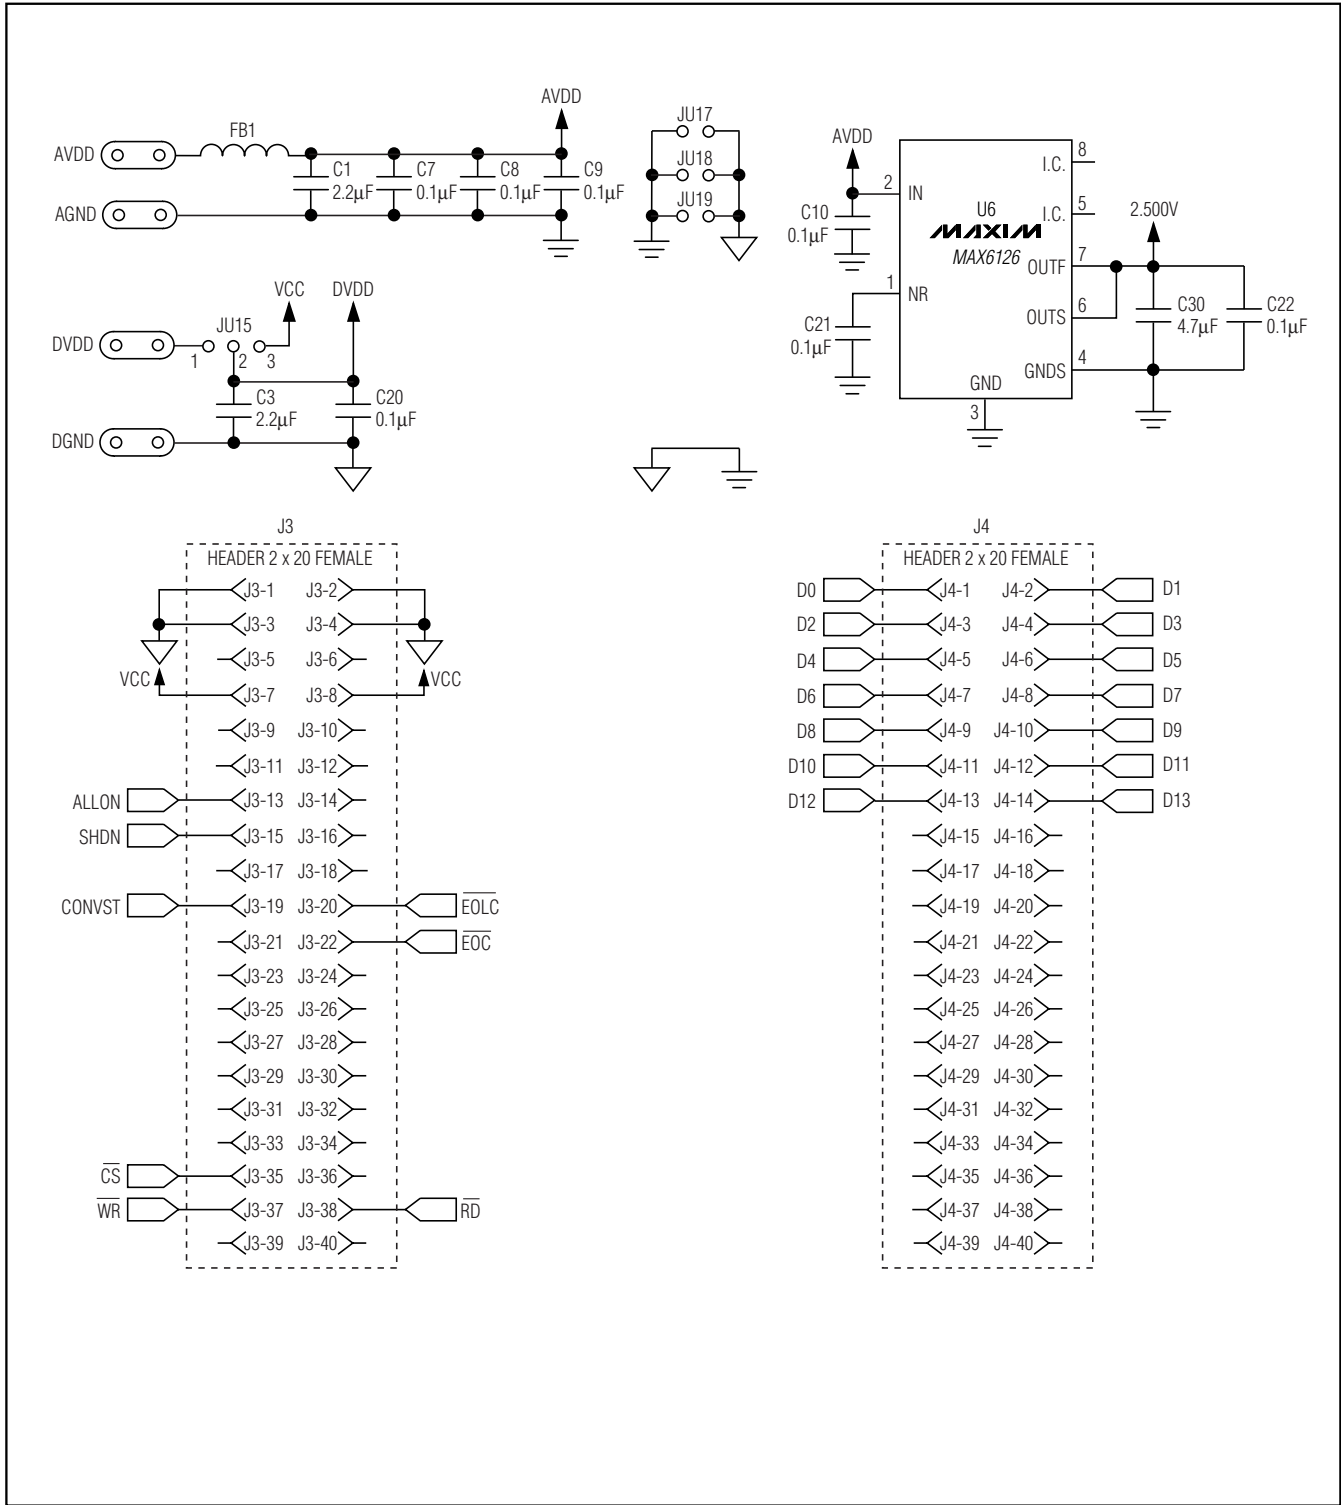 AVDD
FB1
AVDD
C1
2.2µF
C7
0.1µF
C8
0.1µF
C9
0.1µF
AGND
JU17
JU18
JU19
AVDD
C10
0.1µF
C21
0.1µF
2
IN
1
NR
U6
MAXIM
MAX6126
8
I.C.
5
I.C.
7
OUTF
6
OUTS
4
GNDS
GND
3
2.500V
C30
4.7µF
C22
0.1µF
VCC
DVDD
DVDD
JU15
1
2
3
C3
2.2µF
C20
0.1µF
DGND
J3
HEADER 2 x 20 FEMALE
J3-1 J3-2
J3-3 J3-4
J3-5 J3-6
VCC J3-7 J3-8 VCC
J3-9 J3-10
J3-11 J3-12
ALLON J3-13 J3-14
SHDN J3-15 J3-16
J3-17 J3-18
CONVST J3-19 J3-20 E̅O̅L̅C̅
J3-21 J3-22 E̅O̅C̅
J3-23 J3-24
J3-25 J3-26
J3-27 J3-28
J3-29 J3-30
J3-31 J3-32
J3-33 J3-34
C̅S̅ J3-35 J3-36
W̅R̅ J3-37 J3-38 R̅D̅
J3-39 J3-40
J4
HEADER 2 x 20 FEMALE
D0 J4-1 J4-2 D1
D2 J4-3 J4-4 D3
D4 J4-5 J4-6 D5
D6 J4-7 J4-8 D7
D8 J4-9 J4-10 D9
D10 J4-11 J4-12 D11
D12 J4-13 J4-14 D13
J4-15 J4-16
J4-17 J4-18
J4-19 J4-20
J4-21 J4-22
J4-23 J4-24
J4-25 J4-26
J4-27 J4-28
J4-29 J4-30
J4-31 J4-32
J4-33 J4-34
J4-35 J4-36
J4-37 J4-38
J4-39 J4-40